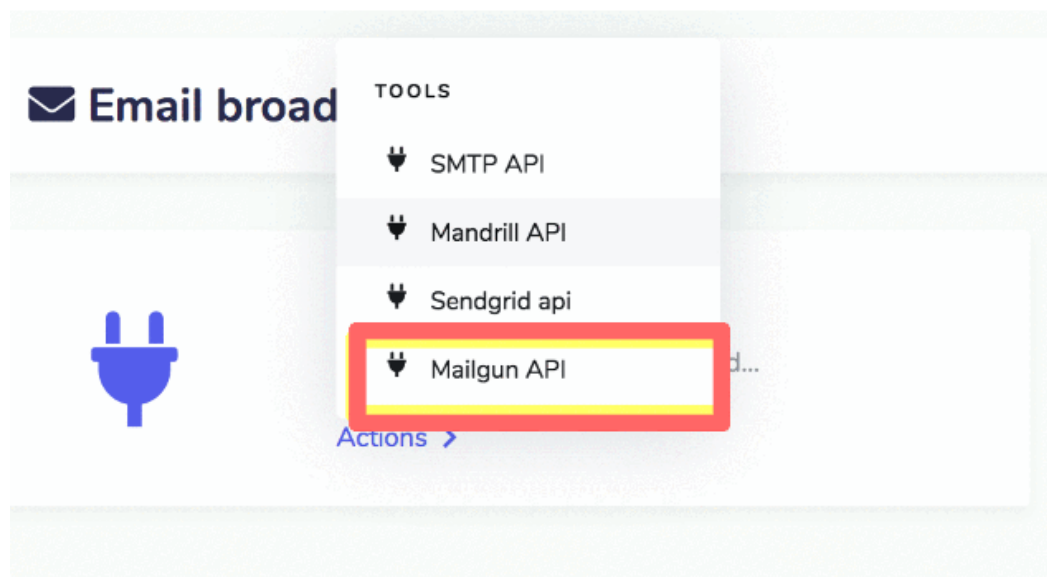 Email broad
TOOLS
SMTP API
Mandrill API
Sendgrid api
Mailgun API
d...
Actions